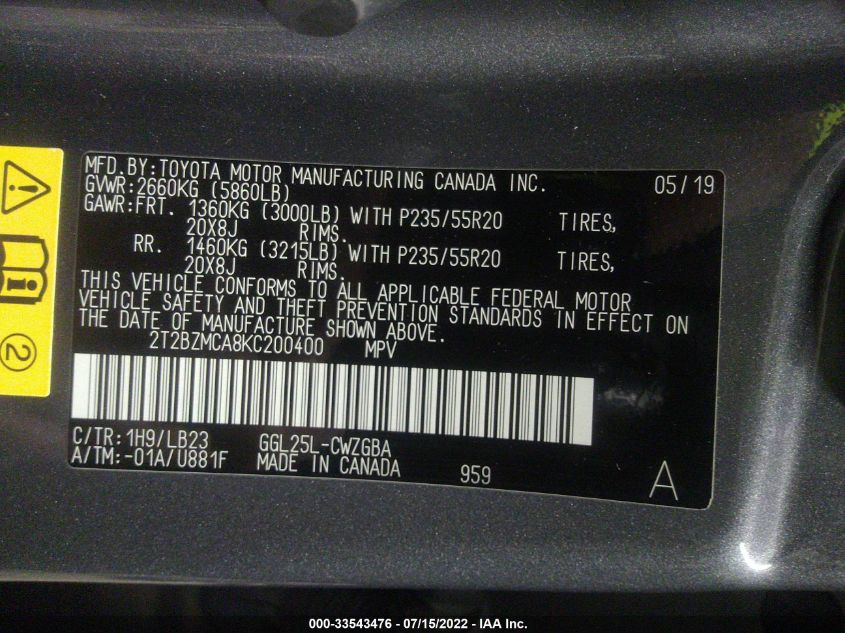 MFD.BY:TOYOTA MOTOR MANUFACTURING CANADA INC. 05/19
GVWR:2660KG (5860LB)
GAWR:FRT. 1360KG (3000LB) WITH P235/55R20 TIRES,
20X8J RIMS.
RR. 1460KG (3215LB) WITH P235/55R20 TIRES,
20X8J RIMS.
THIS VEHICLE CONFORMS TO ALL APPLICABLE FEDERAL MOTOR
VEHICLE SAFETY AND THEFT PREVENTION STANDARDS IN EFFECT ON
THE DATE OF MANUFACTURE SHOWN ABOVE.
2T2BZMCA8KC200400 MPV
C/TR:1H9/LB23 GGL25L-CWZGBA
A/TM:-01A/U881F MADE IN CANADA 959 A
2
000-33543476 - 07/15/2022 - IAA Inc.